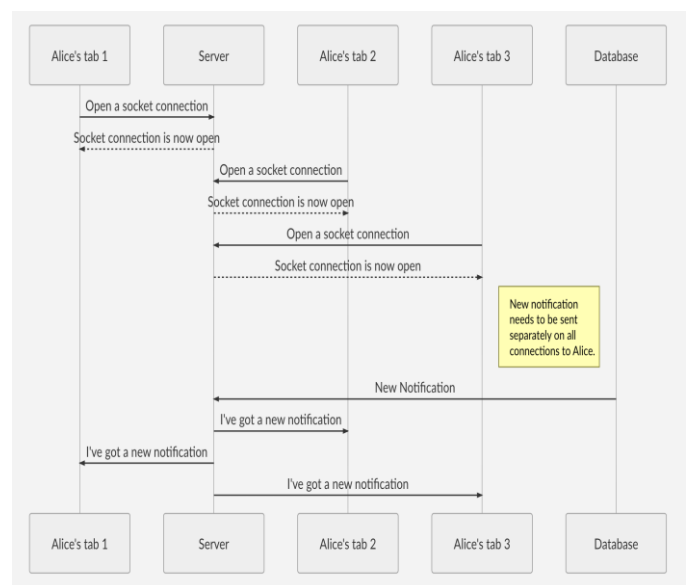 Alice's tab 1
Server
Alice's tab 2
Alice's tab 3
Database
Open a socket connection
Socket connection is now open
Open a socket connection
Socket connection is now open
Open a socket connection
Socket connection is now open
New notification
needs to be sent
separately on all
connections to Alice.
New Notification
I've got a new notification
I've got a new notification
I've got a new notification
Alice's tab 1
Server
Alice's tab 2
Alice's tab 3
Database